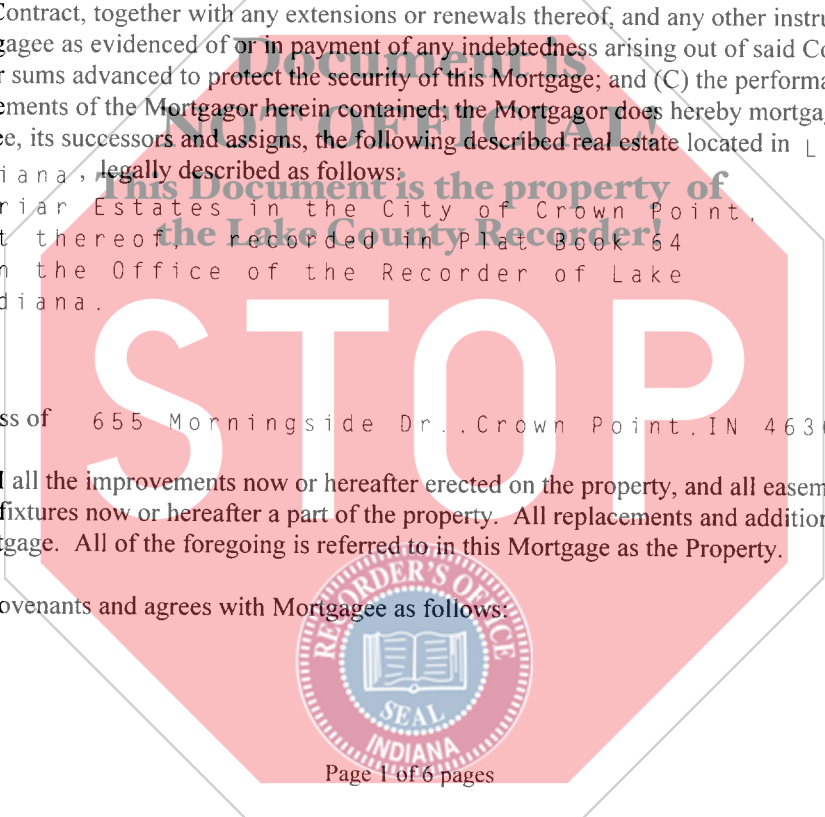 Contract, together with any extensions or renewals thereof, and any other instru
gagee as evidenced of or in payment of any indebtedness arising out of said Co
r sums advanced to protect the security of this Mortgage; and (C) the performa
ements of the Mortgagor herein contained; the Mortgagor does hereby mortga
ee, its successors and assigns, the following described real estate located in L
iana, legally described as follows:
riar Estates in the City of Crown Point,
t thereof, recorded in Plat Book 64
n the Office of the Recorder of Lake
diana.
ss of 655 Morningside Dr.,Crown Point,IN 4630
all the improvements now or hereafter erected on the property, and all easem
fixtures now or hereafter a part of the property. All replacements and addition
tgage. All of the foregoing is referred to in this Mortgage as the Property.
ovenants and agrees with Mortgagee as follows:
Page 1 of 6 pages
Document is
NOT OFFICIAL!
This Document is the property of
the Lake County Recorder!
STOP
RECORDER'S OFFICE
SEAL
INDIANA